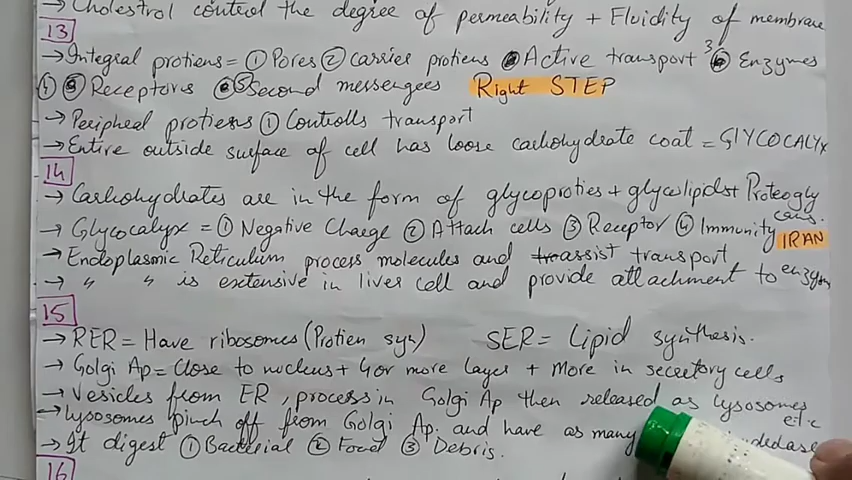 → Cholestrol control the degree of permeability + Fluidity of membrane
13
→ Integral protiens = ① Pores ② Carrier protiens Active transport 3 Enzymes
④ Receptors ⑤ Second messengers Right STEP
→ Peripheal protiens ① Controlls transport
→ Entire outside surface of cell has loose carbohydrate coat = GlYCOCALYx
14
→ Carbohydrates are in the form of glycoproties + glycolipidst Proteogly
cans.
→ Glycocalyx = ① Negative Charge ② Attach cells ③ Receptor ④ Immunity IRAN
→ Endoplasmic Reticulum process molecules and assist transport
→ " " is extensive in liver cell and provide attachment to enzym
15
→ RER = Have ribosomes (Protien syn) SER = Lipid synthesis.
→ Golgi Ap = Close to nucleus + 4 or more layer + More in secretory cells
→ Vesicles from ER, process in Golgi Ap then released as lysosomes
etc
→ lysosomes pinch off from Golgi Ap. and have as many
→ It digest ① Bacterial ② Food ③ Debris.
16